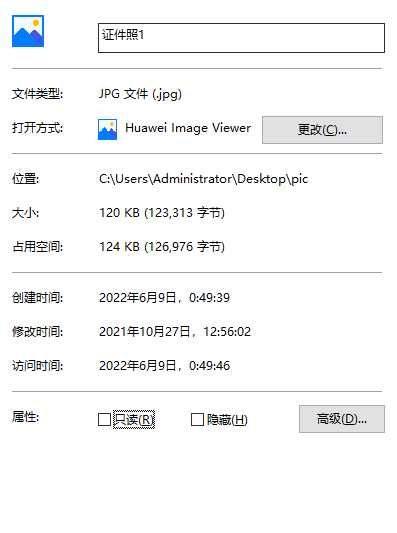 证件照1
文件类型: JPG 文件 (.jpg)
打开方式: Huawei Image Viewer 更改(C)...
位置: C:\Users\Administrator\Desktop\pic
大小: 120 KB (123,313 字节)
占用空间: 124 KB (126,976 字节)
创建时间: 2022年6月9日，0:49:39
修改时间: 2021年10月27日，12:56:02
访问时间: 2022年6月9日，0:49:46
属性: 只读(R) 隐藏(H) 高级(D)...